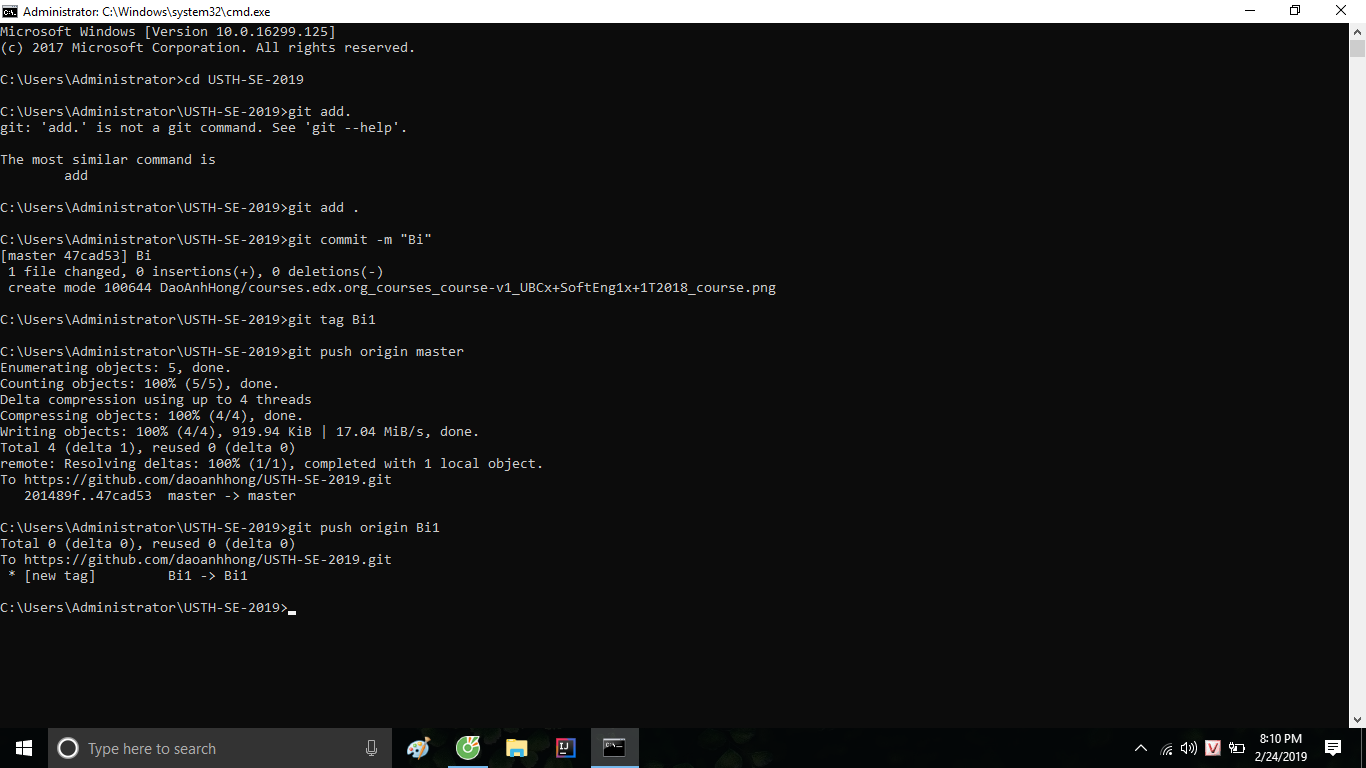 Administrator: C:\Windows\system32\cmd.exe
Microsoft Windows [Version 10.0.16299.125]
(c) 2017 Microsoft Corporation. All rights reserved.
C:\Users\Administrator>cd USTH-SE-2019
C:\Users\Administrator\USTH-SE-2019>git add.
git: 'add.' is not a git command. See 'git --help'.
The most similar command is
        add
C:\Users\Administrator\USTH-SE-2019>git add .
C:\Users\Administrator\USTH-SE-2019>git commit -m "Bi"
[master 47cad53] Bi
 1 file changed, 0 insertions(+), 0 deletions(-)
 create mode 100644 DaoAnhHong/courses.edx.org_courses_course-v1_UBCx+SoftEng1x+1T2018_course.png
C:\Users\Administrator\USTH-SE-2019>git tag Bi1
C:\Users\Administrator\USTH-SE-2019>git push origin master
Enumerating objects: 5, done.
Counting objects: 100% (5/5), done.
Delta compression using up to 4 threads
Compressing objects: 100% (4/4), done.
Writing objects: 100% (4/4), 919.94 KiB | 17.04 MiB/s, done.
Total 4 (delta 1), reused 0 (delta 0)
remote: Resolving deltas: 100% (1/1), completed with 1 local object.
To https://github.com/daoanhhong/USTH-SE-2019.git
   201489f..47cad53  master -> master
C:\Users\Administrator\USTH-SE-2019>git push origin Bi1
Total 0 (delta 0), reused 0 (delta 0)
To https://github.com/daoanhhong/USTH-SE-2019.git
 * [new tag]         Bi1 -> Bi1
C:\Users\Administrator\USTH-SE-2019>
Type here to search
IJ
V
8:10 PM
2/24/2019